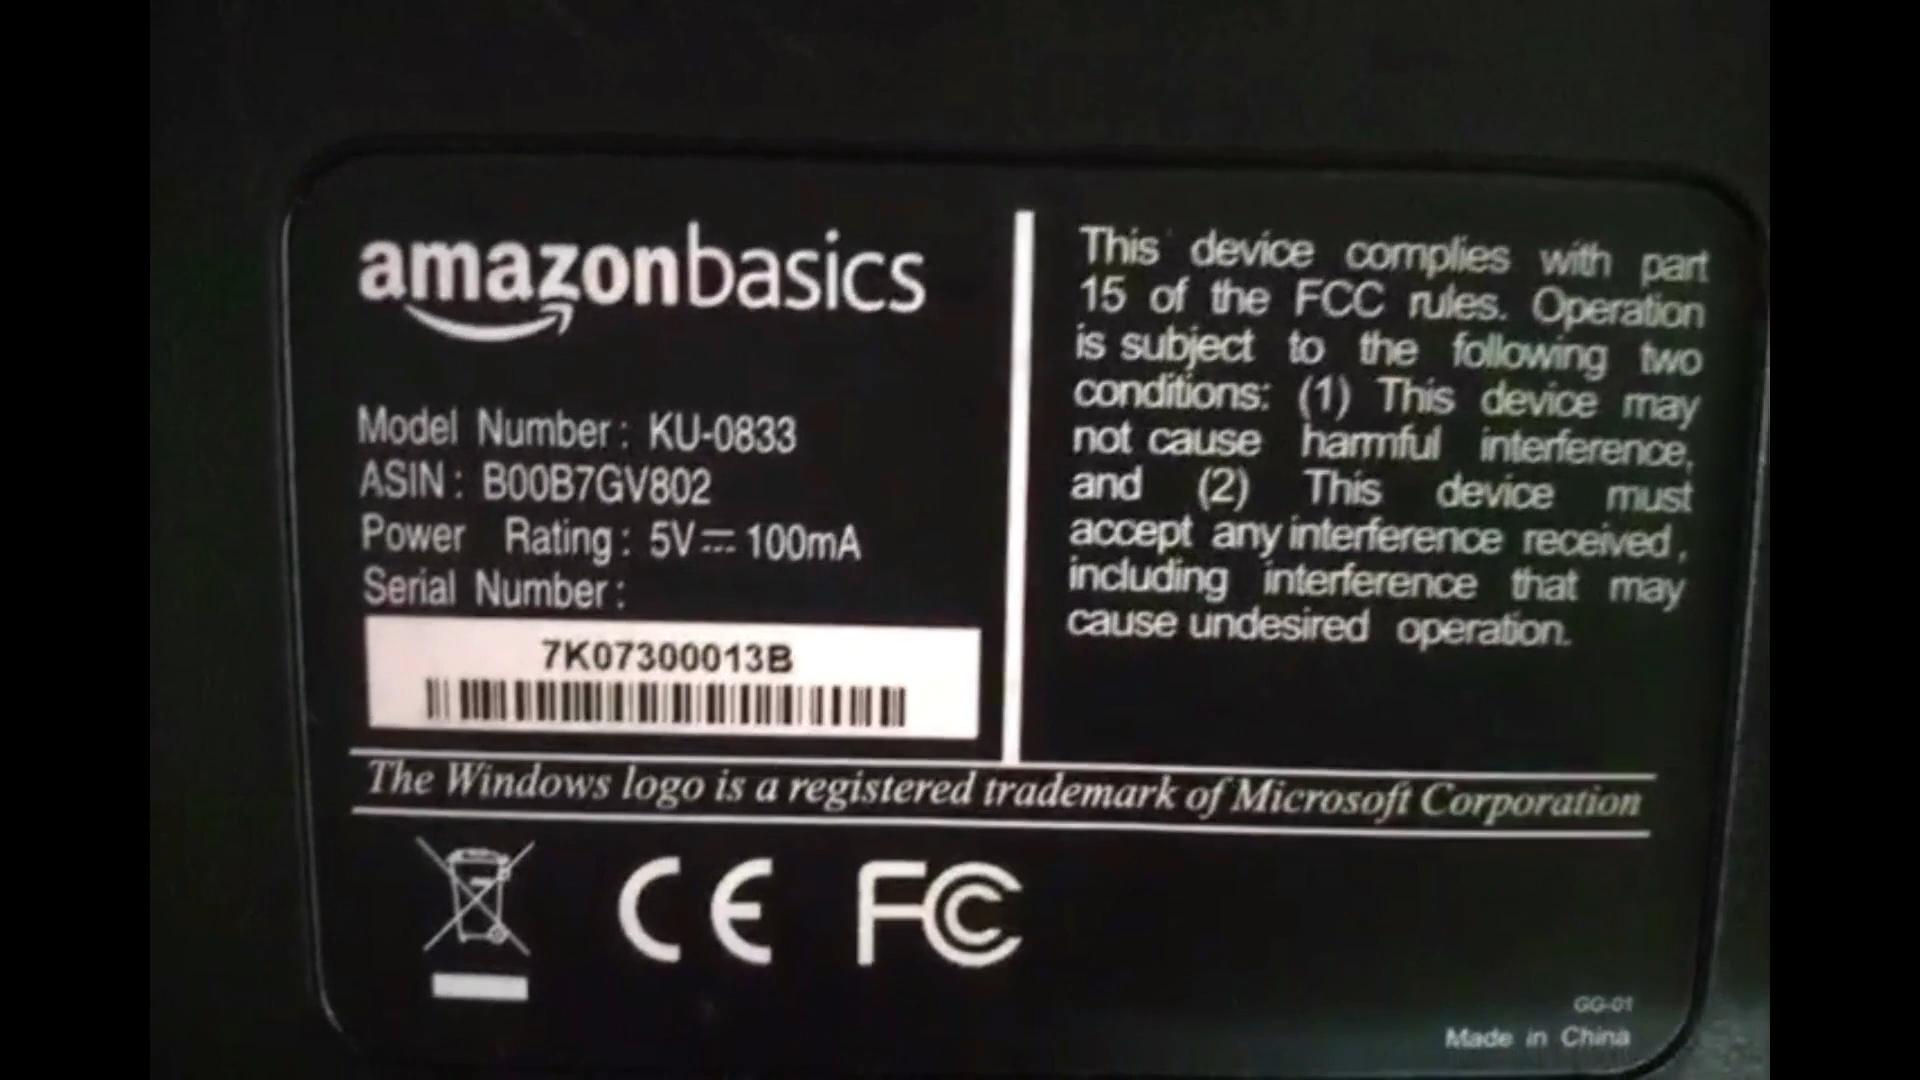 amazonbasics
Model Number: KU-0833
ASIN: B00B7GV802
Power Rating: 5V⎓100mA
Serial Number:
7K07300013B
This device complies with part
15 of the FCC rules. Operation
is subject to the following two
conditions: (1) This device may
not cause harmful interference,
and (2) This device must
accept any interference received,
including interference that may
cause undesired operation.
The Windows logo is a registered trademark of Microsoft Corporation
CE FC
GG-01
Made in China